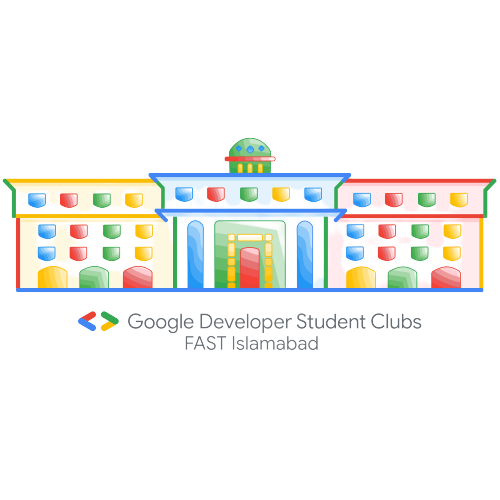 Google Developer Student Clubs
FAST Islamabad